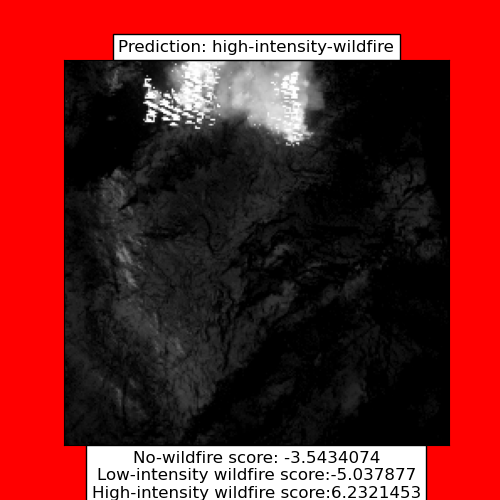 Prediction: high-intensity-wildfire
No-wildfire score: -3.5434074
Low-intensity wildfire score:-5.037877
High-intensity wildfire score:6.2321453